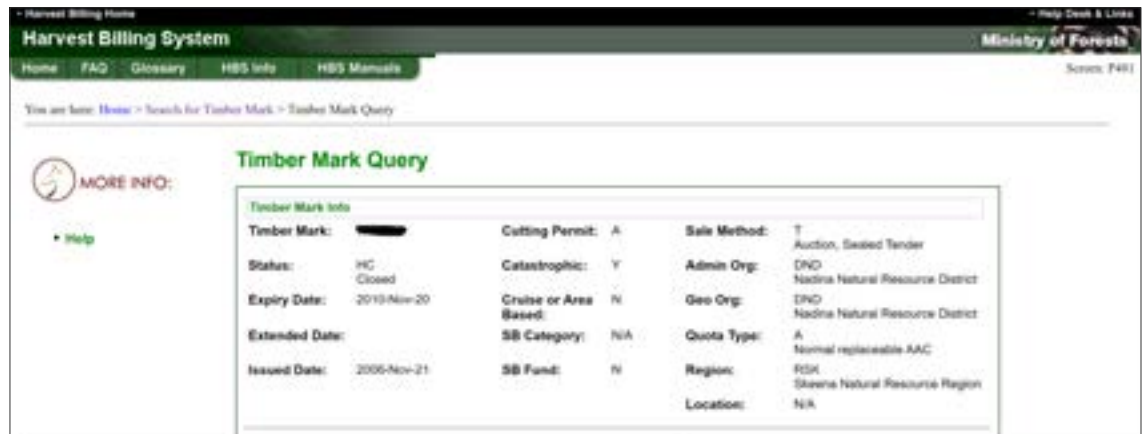 - Harvest Billing Home
- Help Desk & Links
Harvest Billing System
Ministry of Forests
Home FAQ Glossary HBS Info HBS Manuals
Screen: P401
You are here: Home > Search for Timber Mark > Timber Mark Query
Timber Mark Query
MORE INFO:
Help
Timber Mark Info
Timber Mark: Cutting Permit: A Sale Method: T
Auction, Sealed Tender
Status: HC Catastrophic: Y Admin Org: DND
Closed Nadina Natural Resource District
Expiry Date: 2010-Nov-20 Cruise or Area N Geo Org: DND
Based: Nadina Natural Resource District
Extended Date: SB Category: N/A Quota Type: A
Normal replaceable AAC
Issued Date: 2006-Nov-21 SB Fund: N Region: RSK
Skeena Natural Resource Region
Location: N/A